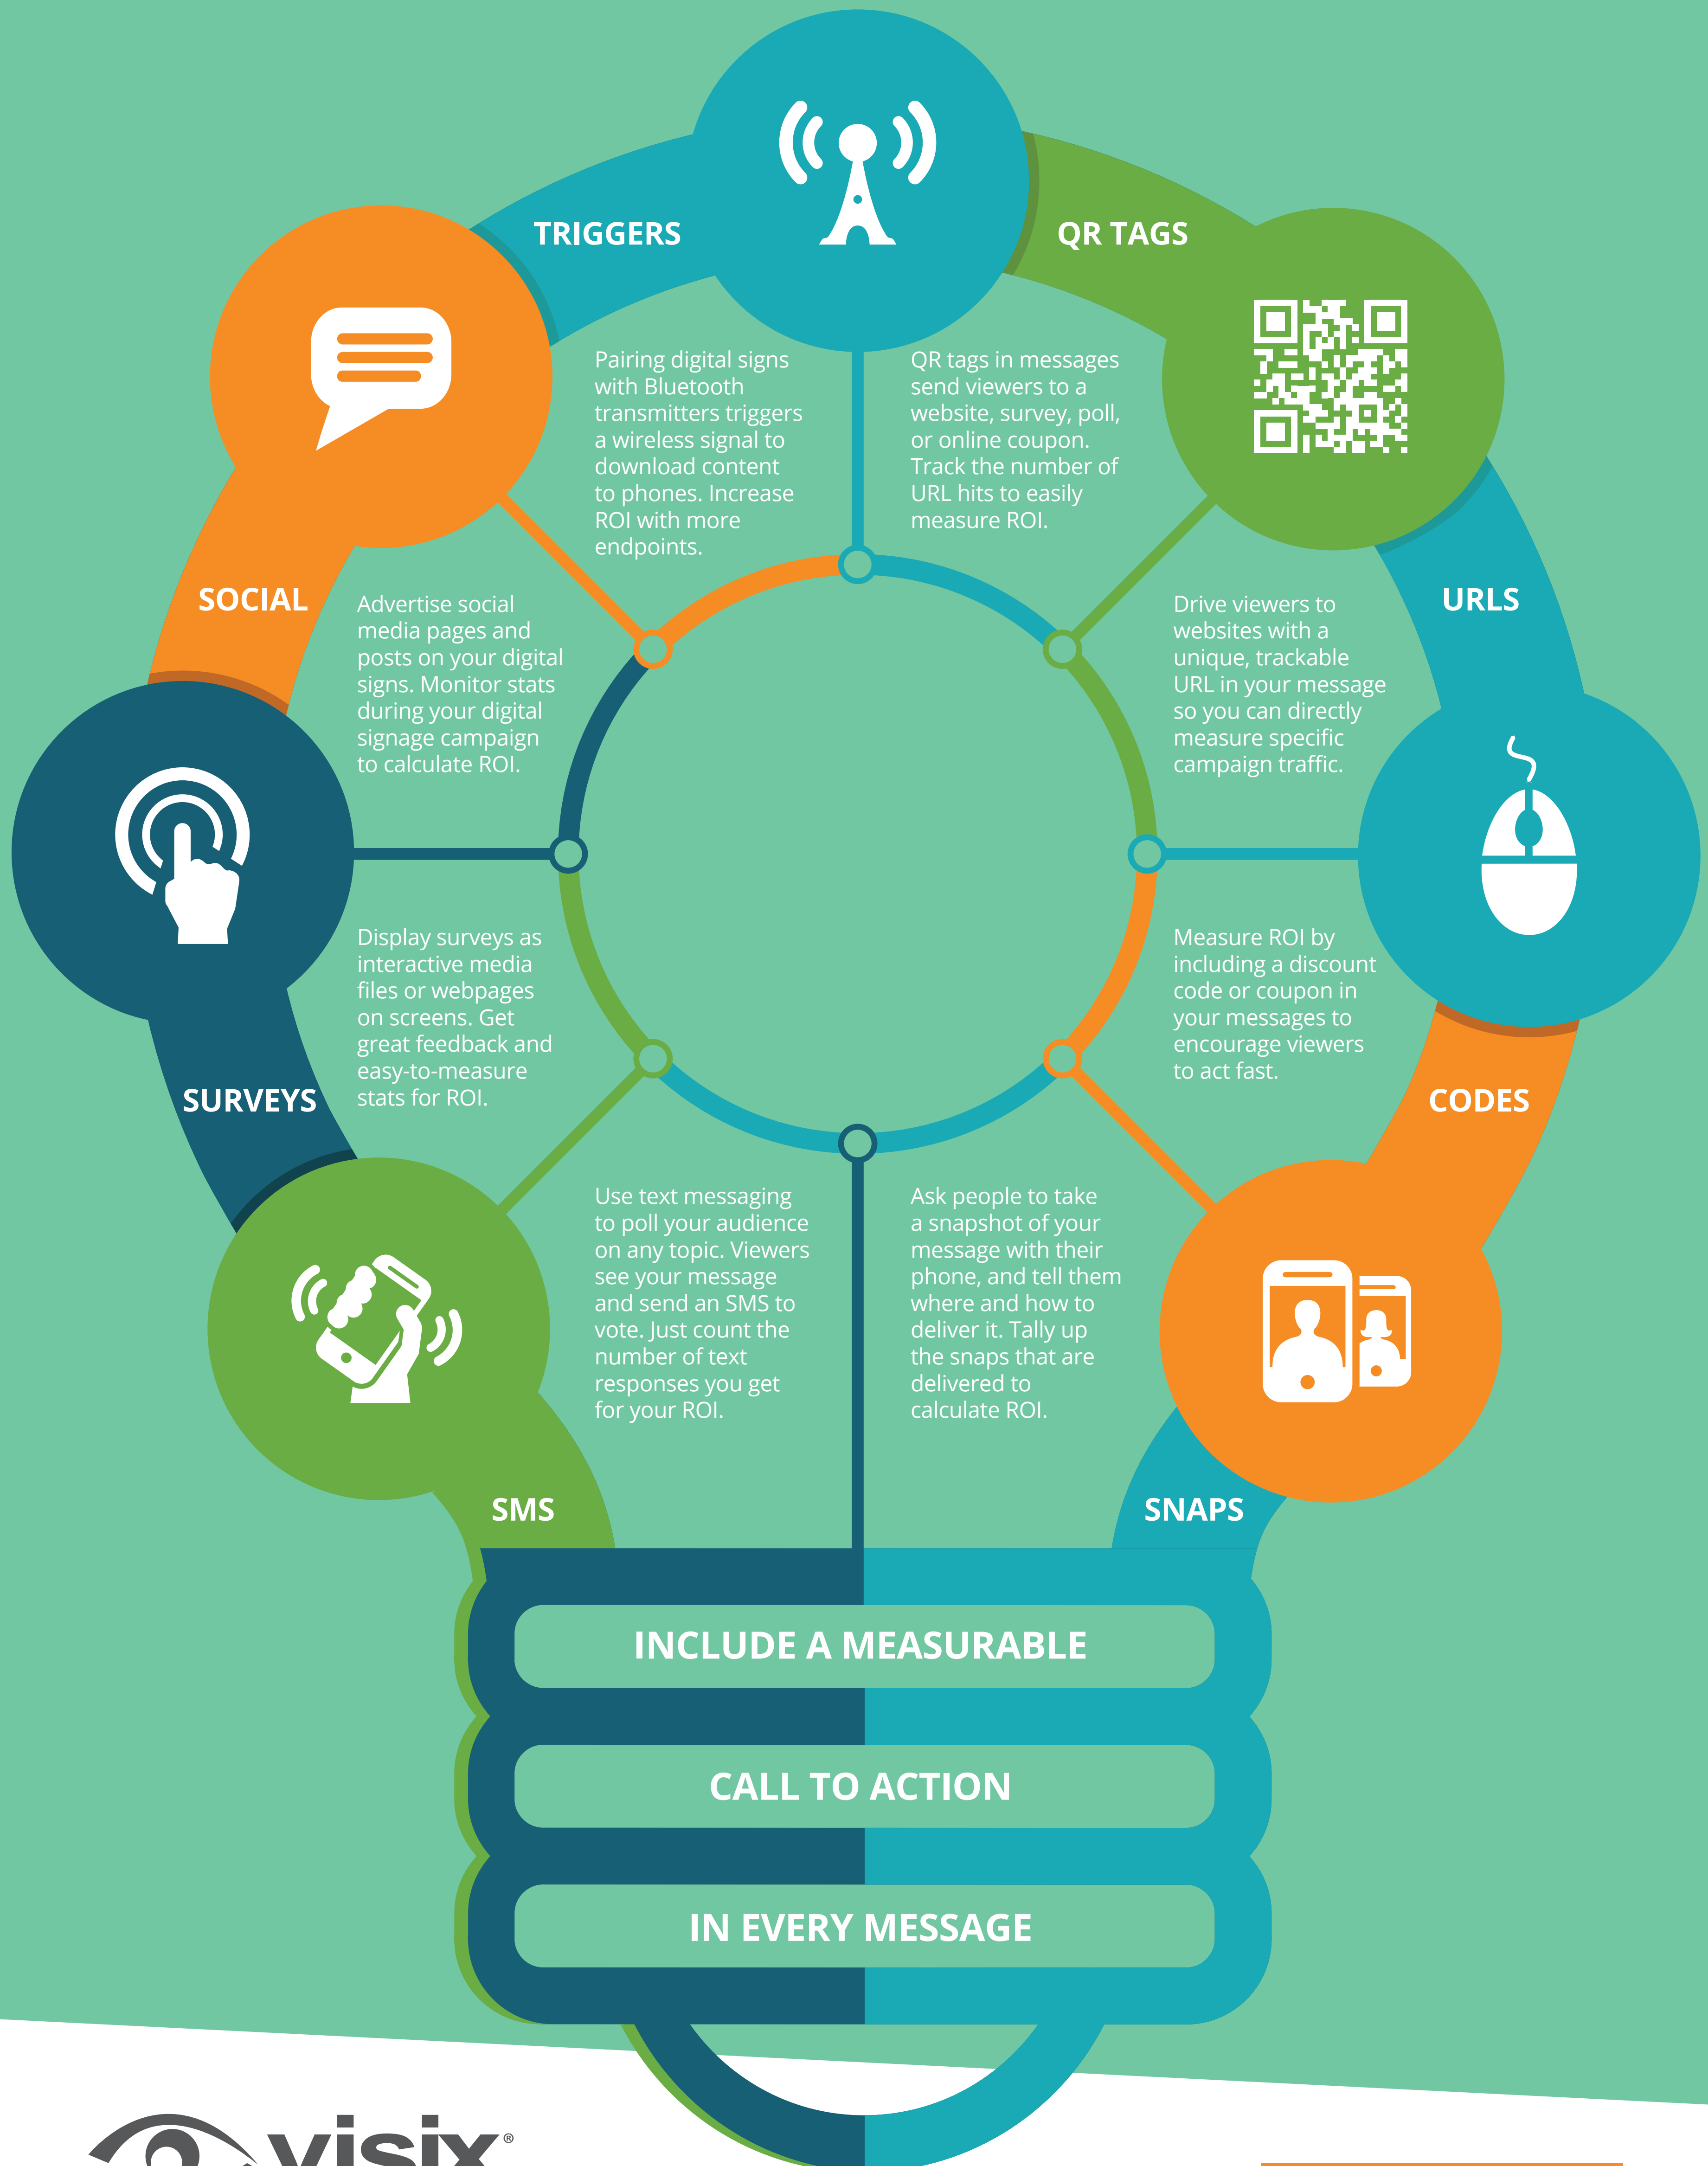 TRIGGERS
Pairing digital signs
with Bluetooth
transmitters triggers
a wireless signal to
download content
to phones. Increase
ROI with more
endpoints.
QR TAGS
QR tags in messages
send viewers to a
website, survey, poll,
or online coupon.
Track the number of
URL hits to easily
measure ROI.
SOCIAL
Advertise social
media pages and
posts on your digital
signs. Monitor stats
during your digital
signage campaign
to calculate ROI.
URLS
Drive viewers to
websites with a
unique, trackable
URL in your message
so you can directly
measure specific
campaign traffic.
SURVEYS
Display surveys as
interactive media
files or webpages
on screens. Get
great feedback and
easy-to-measure
stats for ROI.
CODES
Measure ROI by
including a discount
code or coupon in
your messages to
encourage viewers
to act fast.
SMS
Use text messaging
to poll your audience
on any topic. Viewers
see your message
and send an SMS to
vote. Just count the
number of text
responses you get
for your ROI.
SNAPS
Ask people to take
a snapshot of your
message with their
phone, and tell them
where and how to
deliver it. Tally up
the snaps that are
delivered to
calculate ROI.
INCLUDE A MEASURABLE
CALL TO ACTION
IN EVERY MESSAGE
visix®